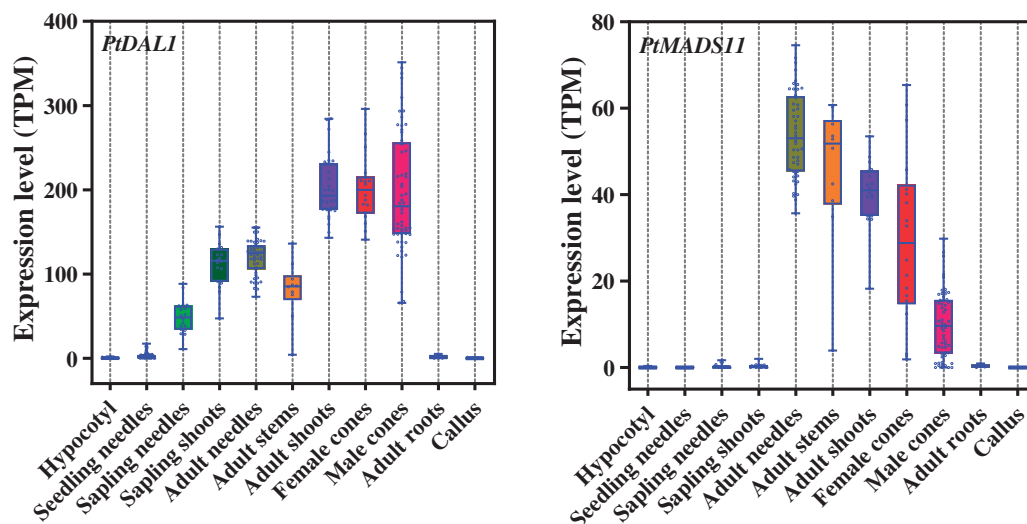 PtDAL1
Expression level (TPM)
400
300
200
100
0
Hypocotyl
Seedling needles
Sapling needles
Sapling shoots
Adult needles
Adult stems
Adult shoots
Female cones
Male cones
Adult roots
Callus
PtMADS11
Expression level (TPM)
80
60
40
20
0
Hypocotyl
Seedling needles
Sapling needles
Sapling shoots
Adult needles
Adult stems
Adult shoots
Female cones
Male cones
Adult roots
Callus